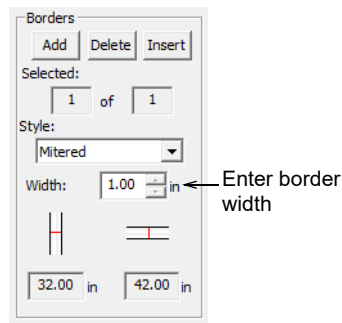 Borders
Add Delete Insert
Selected:
1 of 1
Style:
Mitered
Width: 1.00 in
Enter border
width
32.00 in 42.00 in